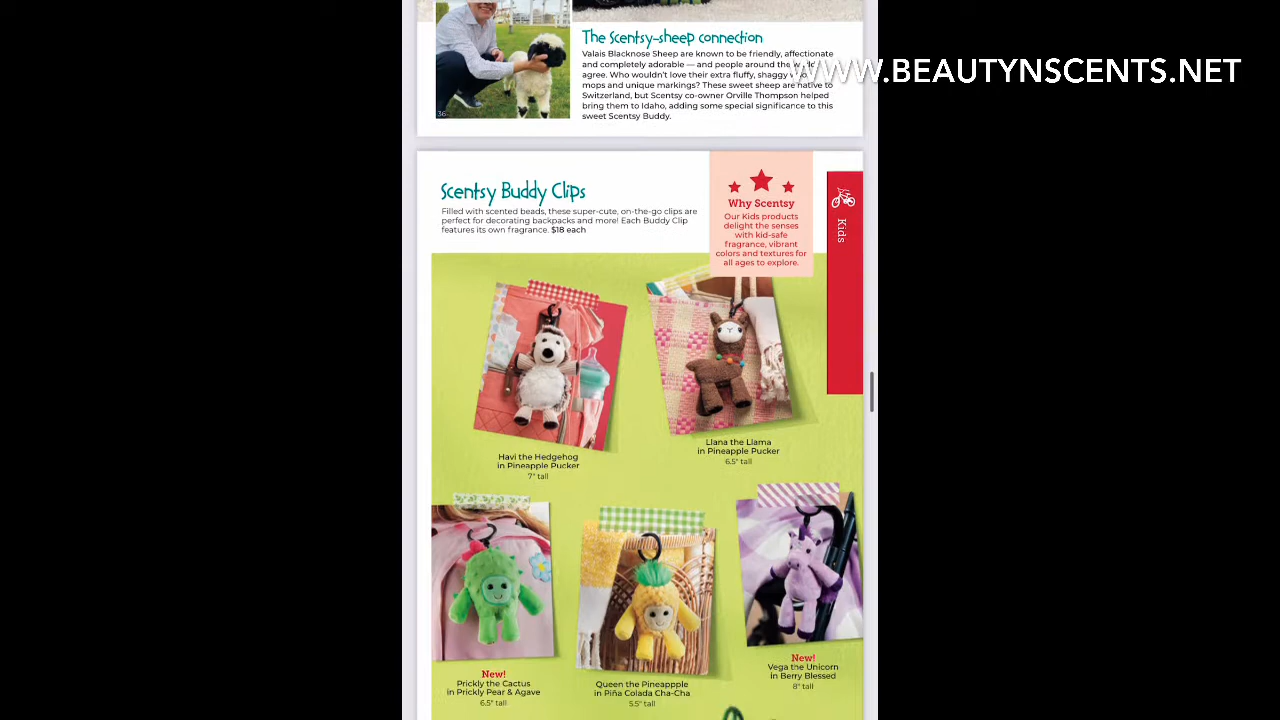 The Scentsy-sheep connection
Valais Blacknose Sheep are known to be friendly, affectionate
and completely adorable — and people around the world
agree. Who wouldn't love their extra fluffy, shaggy
mops and unique markings? These sweet sheep are native to
Switzerland, but Scentsy co-owner Orville Thompson helped
bring them to Idaho, adding some special significance to this
sweet Scentsy Buddy.
36
WWW.BEAUTYNSCENTS.NET
Scentsy Buddy Clips
Filled with scented beads, these super-cute, on-the-go clips are
perfect for decorating backpacks and more! Each Buddy Clip
features its own fragrance. $18 each
Why Scentsy
Our Kids products
delight the senses
with kid-safe
fragrance, vibrant
colors and textures for
all ages to explore.
Kids
Havi the Hedgehog
in Pineapple Pucker
7" tall
Llana the Llama
in Pineapple Pucker
6.5" tall
New!
Prickly the Cactus
in Prickly Pear & Agave
6.5" tall
Queen the Pineappple
in Piña Colada Cha-Cha
5.5" tall
New!
Vega the Unicorn
in Berry Blessed
8" tall